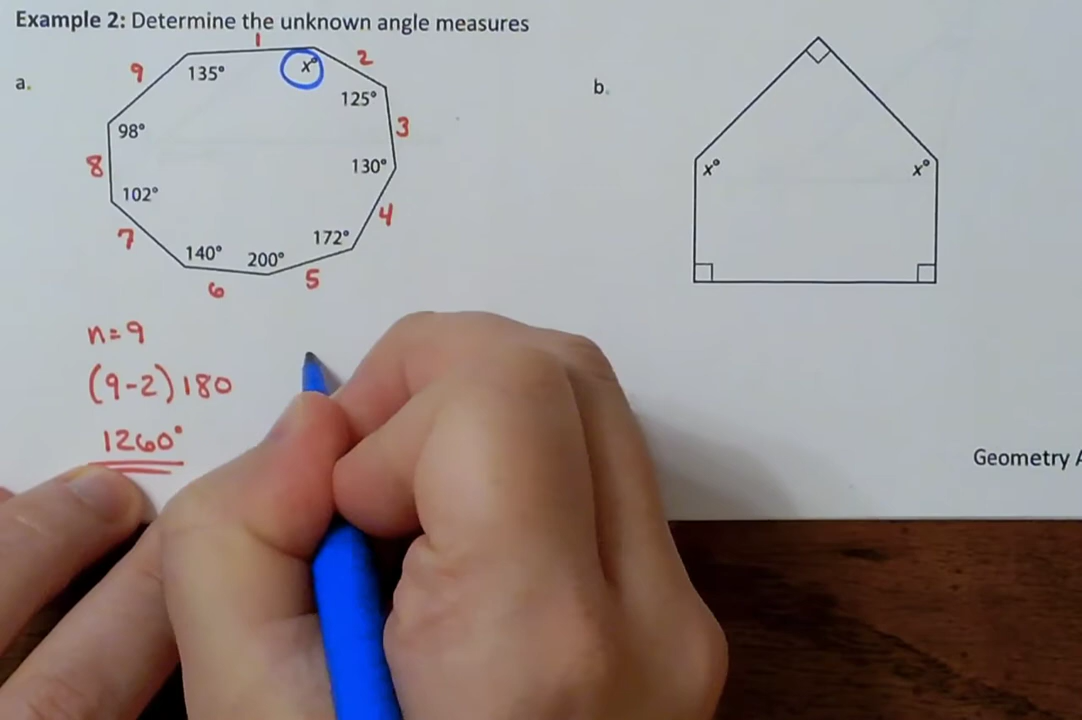 Example 2: Determine the unknown angle measures
a.
1
2
3
4
5
6
7
8
9
135°
x°
125°
130°
172°
200°
140°
102°
98°
n=9
(9-2)180
1260°
b.
x°
x°
Geometry